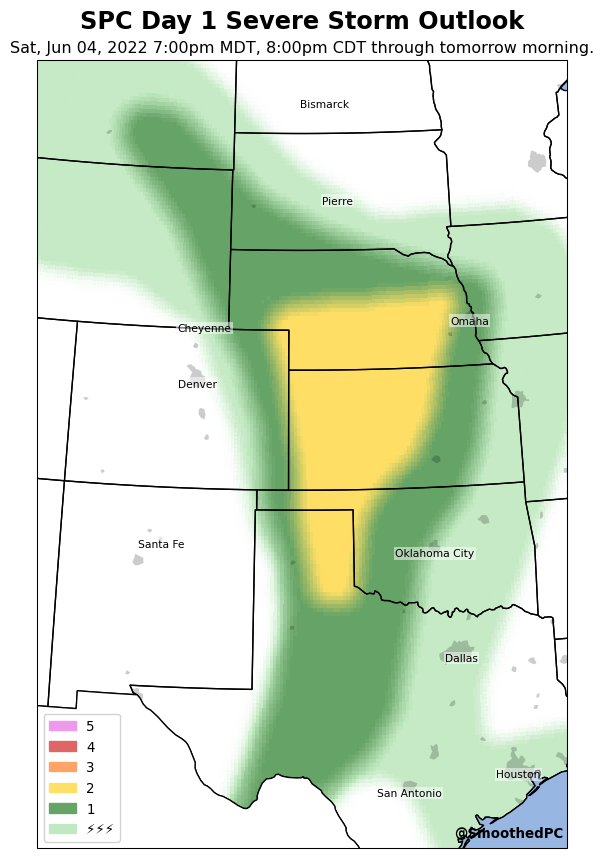 SPC Day 1 Severe Storm Outlook
Sat, Jun 04, 2022 7:00pm MDT, 8:00pm CDT through tomorrow morning.
Bismarck
Pierre
Omaha
Cheyenne
Denver
Santa Fe
Oklahoma City
Dallas
Houston
San Antonio
5
4
3
2
1
⚡⚡⚡
@SmoothedPC